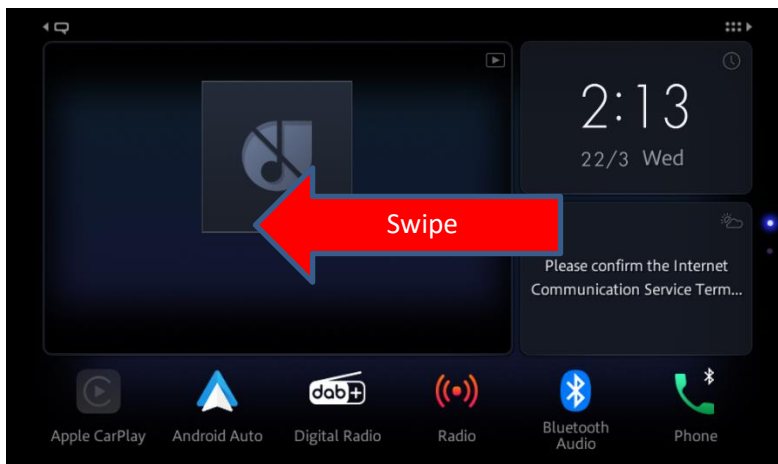 2:13
22/3 Wed
Swipe
Please confirm the Internet
Communication Service Term...
dab+
Apple CarPlay
Android Auto
Digital Radio
Radio
Bluetooth
Audio
Phone